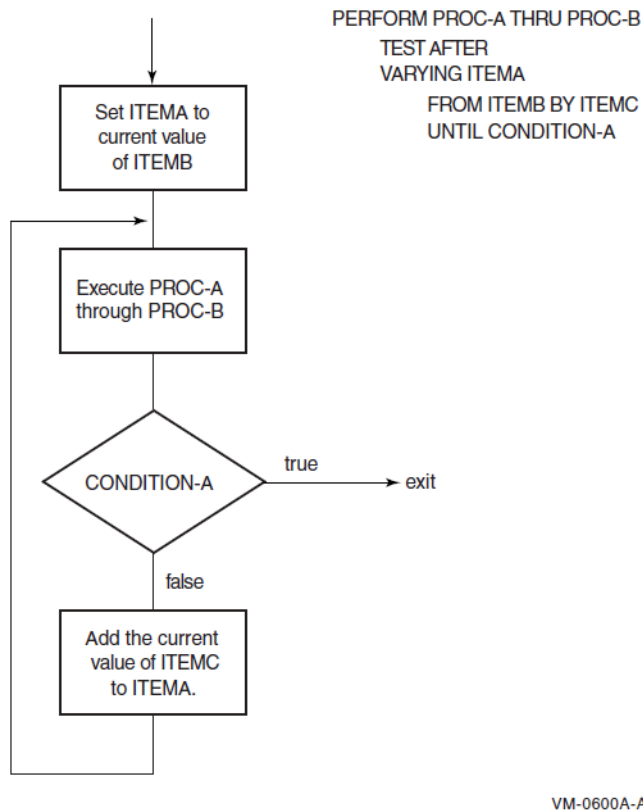 PERFORM PROC-A THRU PROC-B
TEST AFTER
VARYING ITEMA
FROM ITEMB BY ITEMC
UNTIL CONDITION-A
Set ITEMA to
current value
of ITEMB
Execute PROC-A
through PROC-B
CONDITION-A
true
exit
false
Add the current
value of ITEMC
to ITEMA.
VM-0600A-A